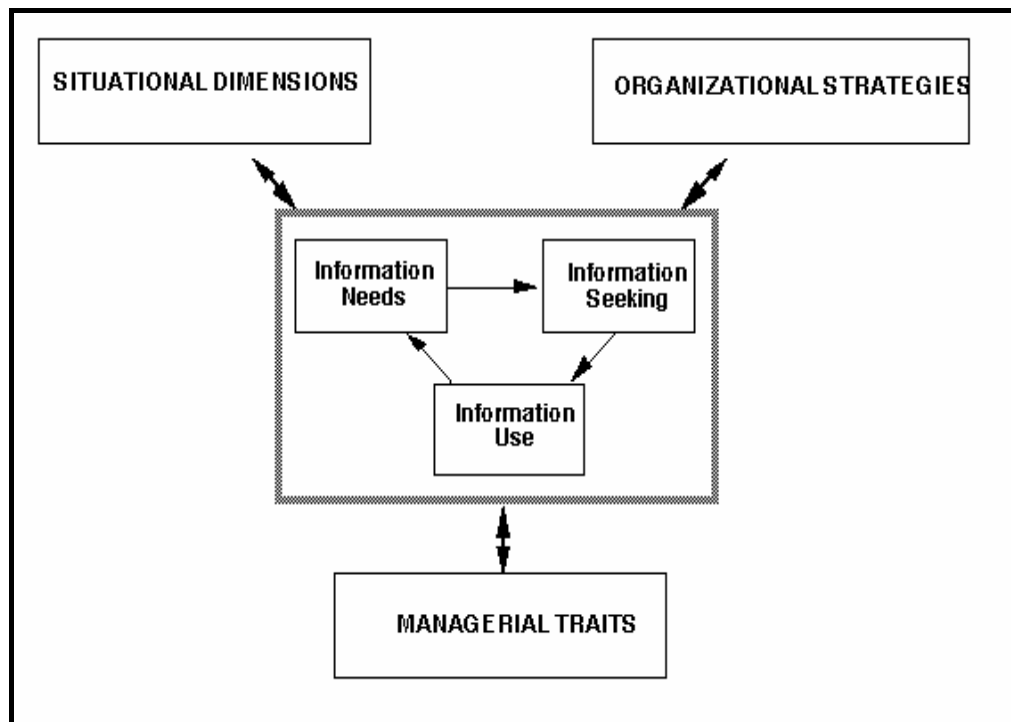 SITUATIONAL DIMENSIONS
ORGANIZATIONAL STRATEGIES
Information
Needs
Information
Seeking
Information
Use
MANAGERIAL TRAITS